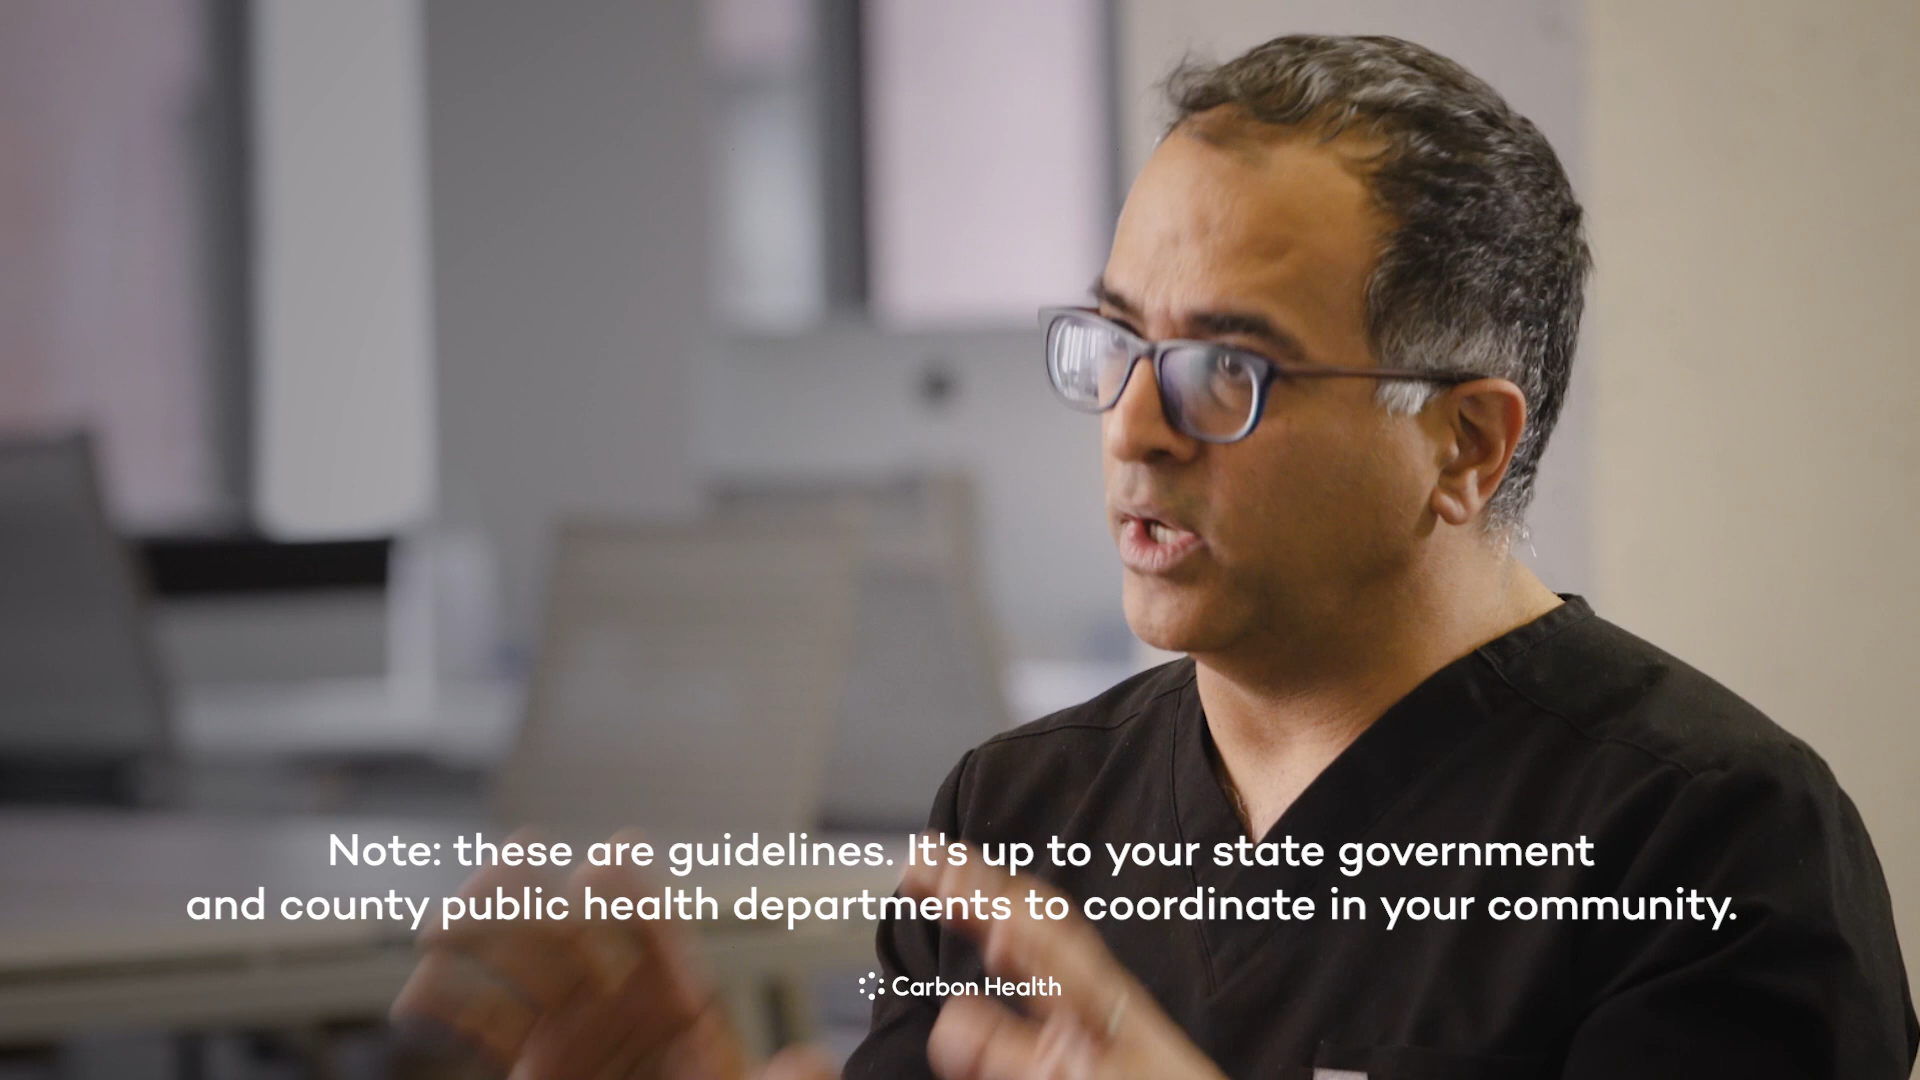 Note: these are guidelines. It's up to your state government
and county public health departments to coordinate in your community.
Carbon Health